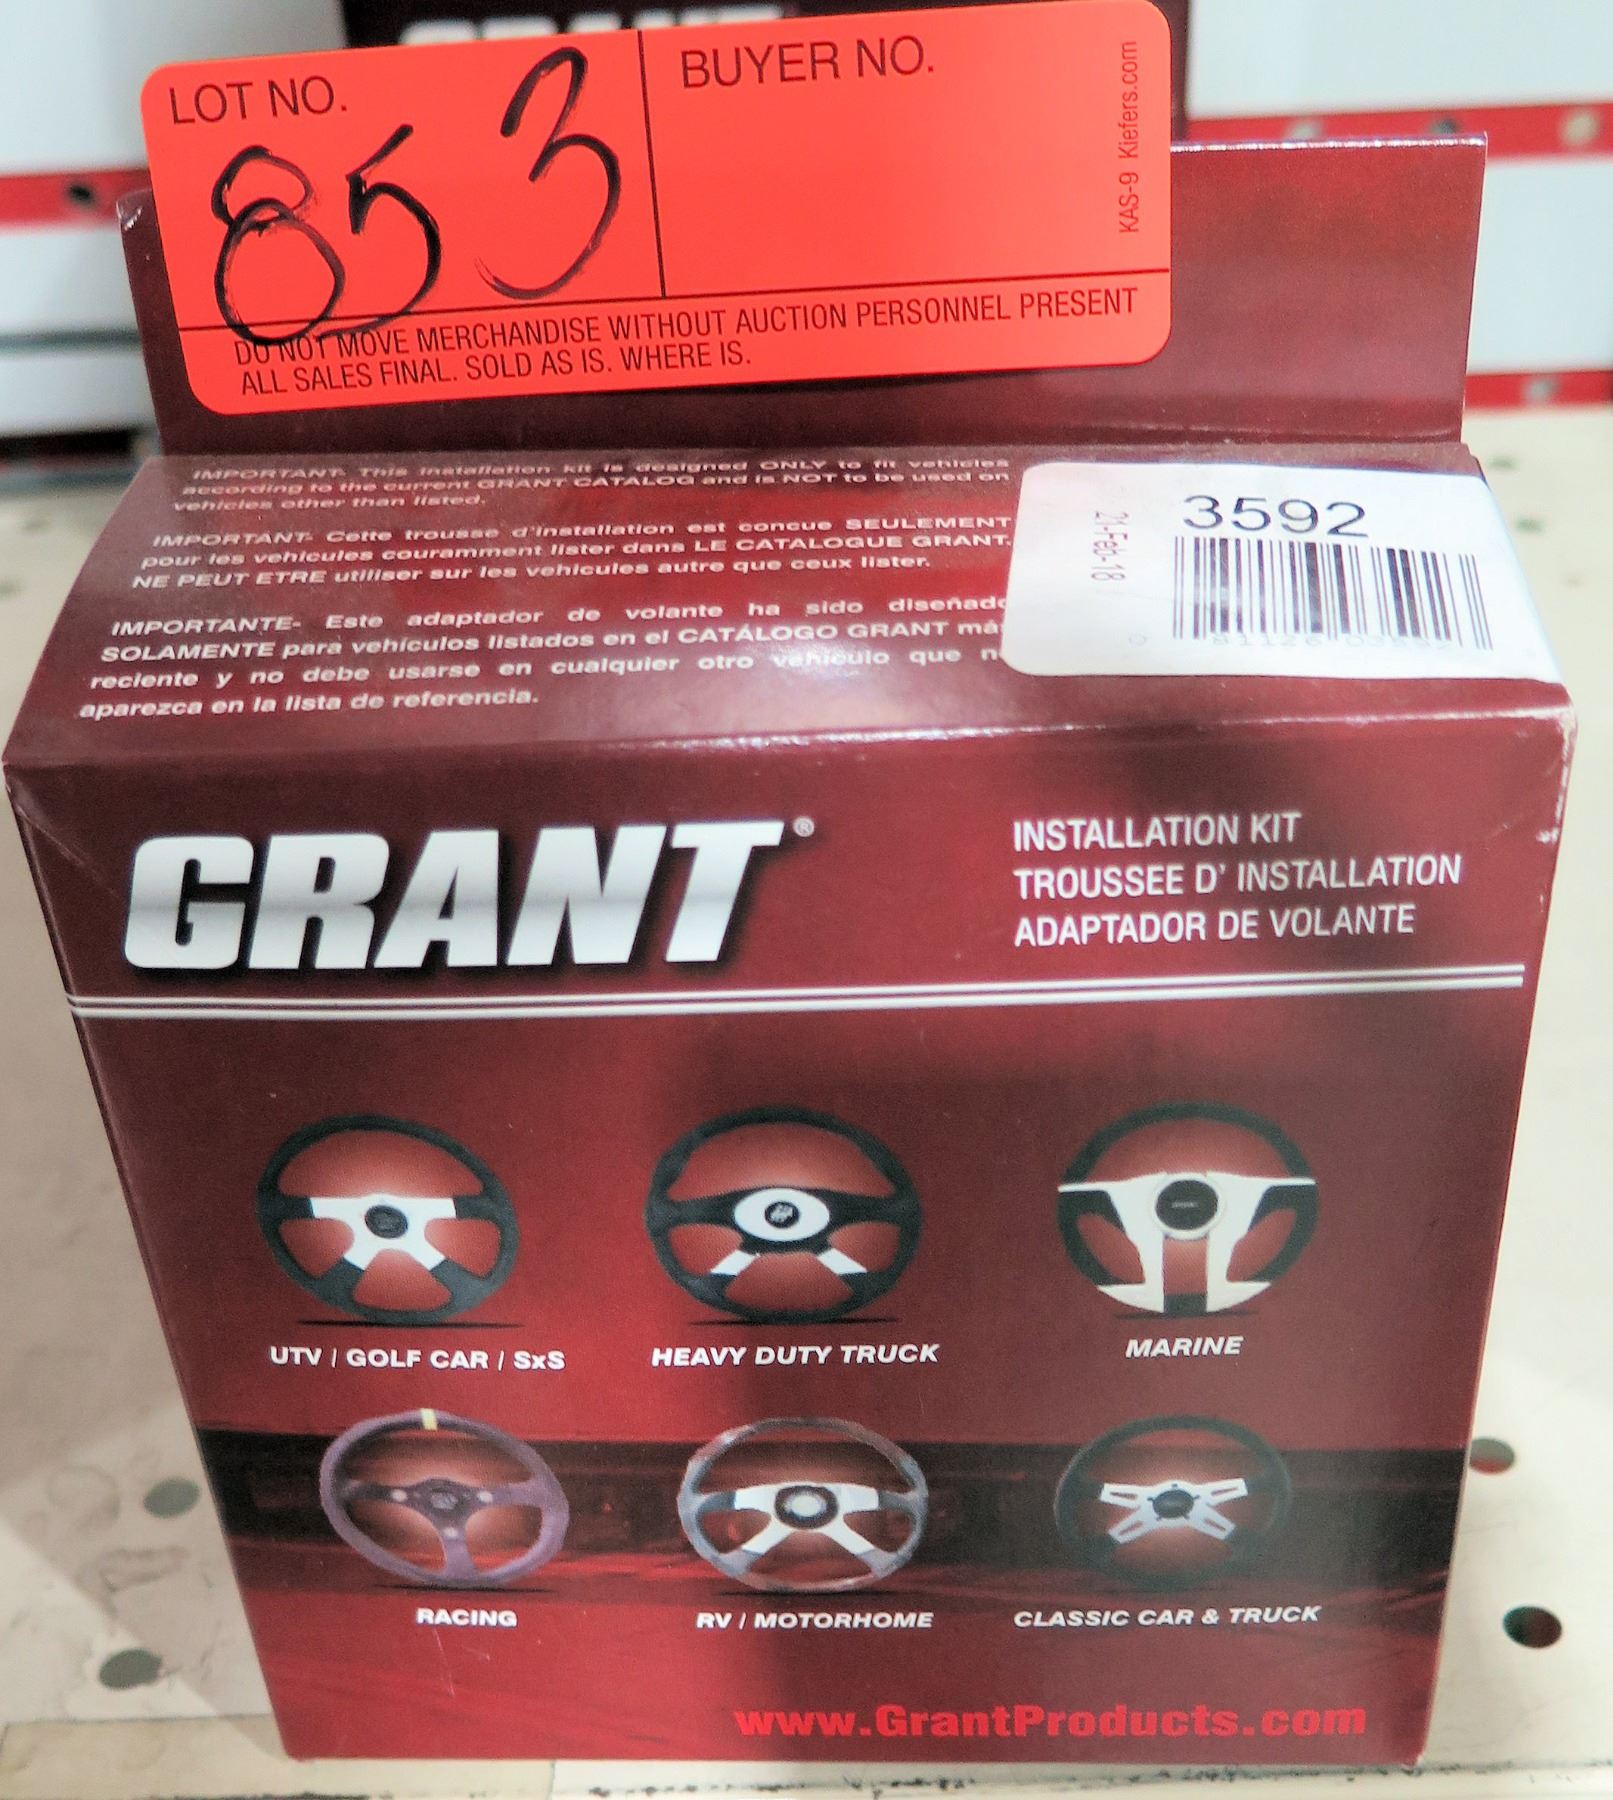 GRANT
LOT NO.
853
BUYER NO.
KAS-9 Kiefers.com
DO NOT MOVE MERCHANDISE WITHOUT AUCTION PERSONNEL PRESENT
ALL SALES FINAL. SOLD AS IS. WHERE IS.
IMPORTANT- This installation kit is designed ONLY to fit vehicles
according to the current GRANT CATALOG and is NOT to be used on
vehicles other than listed.
IMPORTANT- Cette trousse d'installation est concue SEULEMENT
pour les vehicules couramment lister dans LE CATALOGUE GRANT.
NE PEUT ETRE utiliser sur les vehicules autre que ceux lister.
IMPORTANTE- Este adaptador de volante ha sido diseñado
SOLAMENTE para vehículos listados en el CATÁLOGO GRANT más
reciente y no debe usarse en cualquier otro vehículo que n
aparezca en la lista de referencia.
3592
21-Feb-18
GRANT®
INSTALLATION KIT
TROUSSEE D' INSTALLATION
ADAPTADOR DE VOLANTE
UTV / GOLF CAR / SxS
HEAVY DUTY TRUCK
MARINE
RACING
RV / MOTORHOME
CLASSIC CAR & TRUCK
www.GrantProducts.com